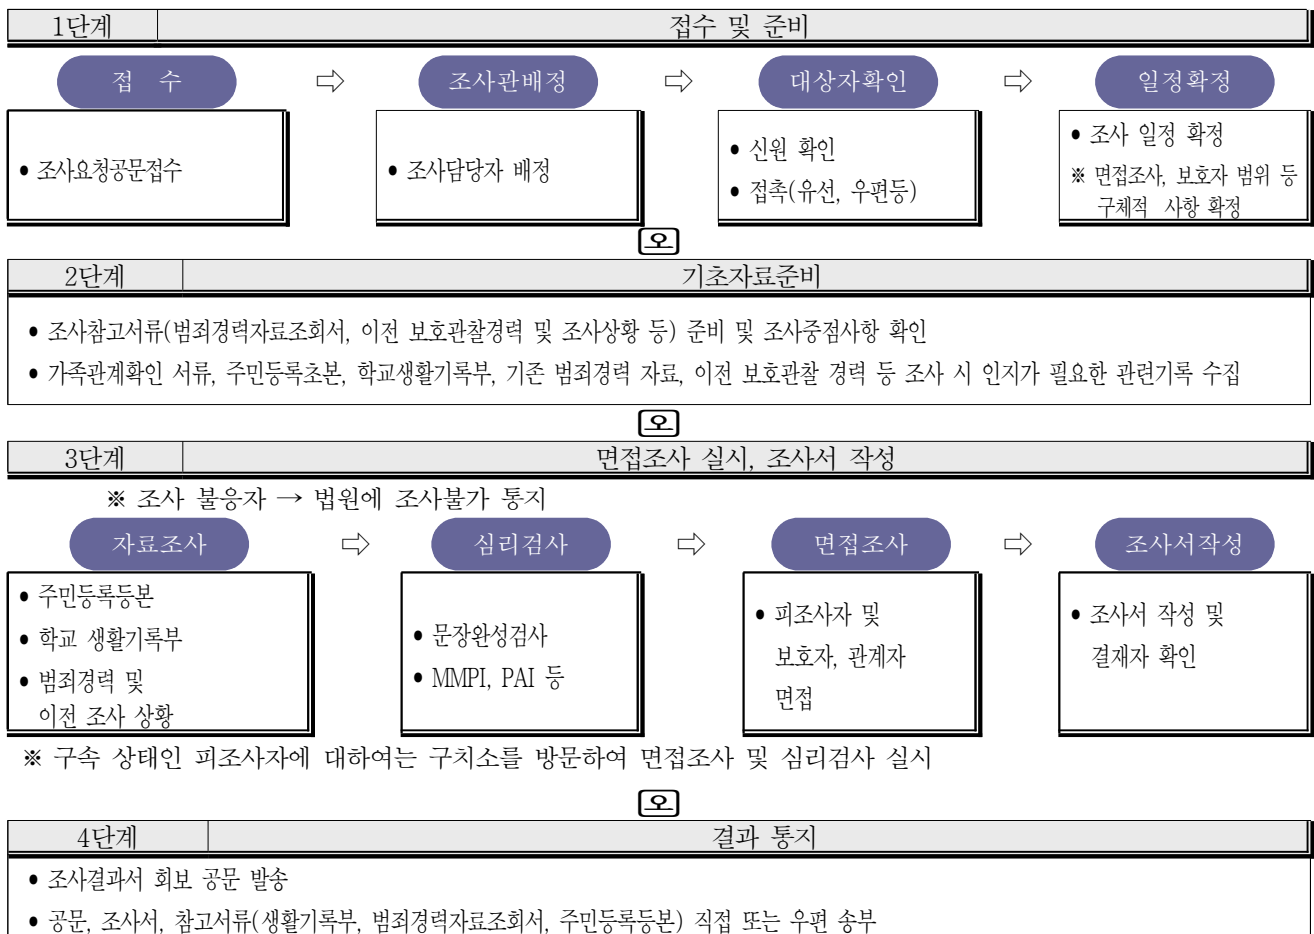 1단계 접수 및 준비
접 수 ⇨ 조사관배정 ⇨ 대상자확인 ⇨ 일정확정
• 조사요청공문접수
• 조사담당자 배정
• 신원 확인
• 접촉(유선, 우편등)
• 조사 일정 확정
※ 면접조사, 보호자 범위 등
구체적 사항 확정
오
2단계 기초자료준비
• 조사참고서류(범죄경력자료조회서, 이전 보호관찰경력 및 조사상황 등) 준비 및 조사중점사항 확인
• 가족관계확인 서류, 주민등록초본, 학교생활기록부, 기존 범죄경력 자료, 이전 보호관찰 경력 등 조사 시 인지가 필요한 관련기록 수집
오
3단계 면접조사 실시, 조사서 작성
※ 조사 불응자 → 법원에 조사불가 통지
자료조사 ⇨ 심리검사 ⇨ 면접조사 ⇨ 조사서작성
• 주민등록등본
• 학교 생활기록부
• 범죄경력 및
이전 조사 상황
• 문장완성검사
• MMPI, PAI 등
• 피조사자 및
보호자, 관계자
면접
• 조사서 작성 및
결재자 확인
※ 구속 상태인 피조사자에 대하여는 구치소를 방문하여 면접조사 및 심리검사 실시
오
4단계 결과 통지
• 조사결과서 회보 공문 발송
• 공문, 조사서, 참고서류(생활기록부, 범죄경력자료조회서, 주민등록등본) 직접 또는 우편 송부